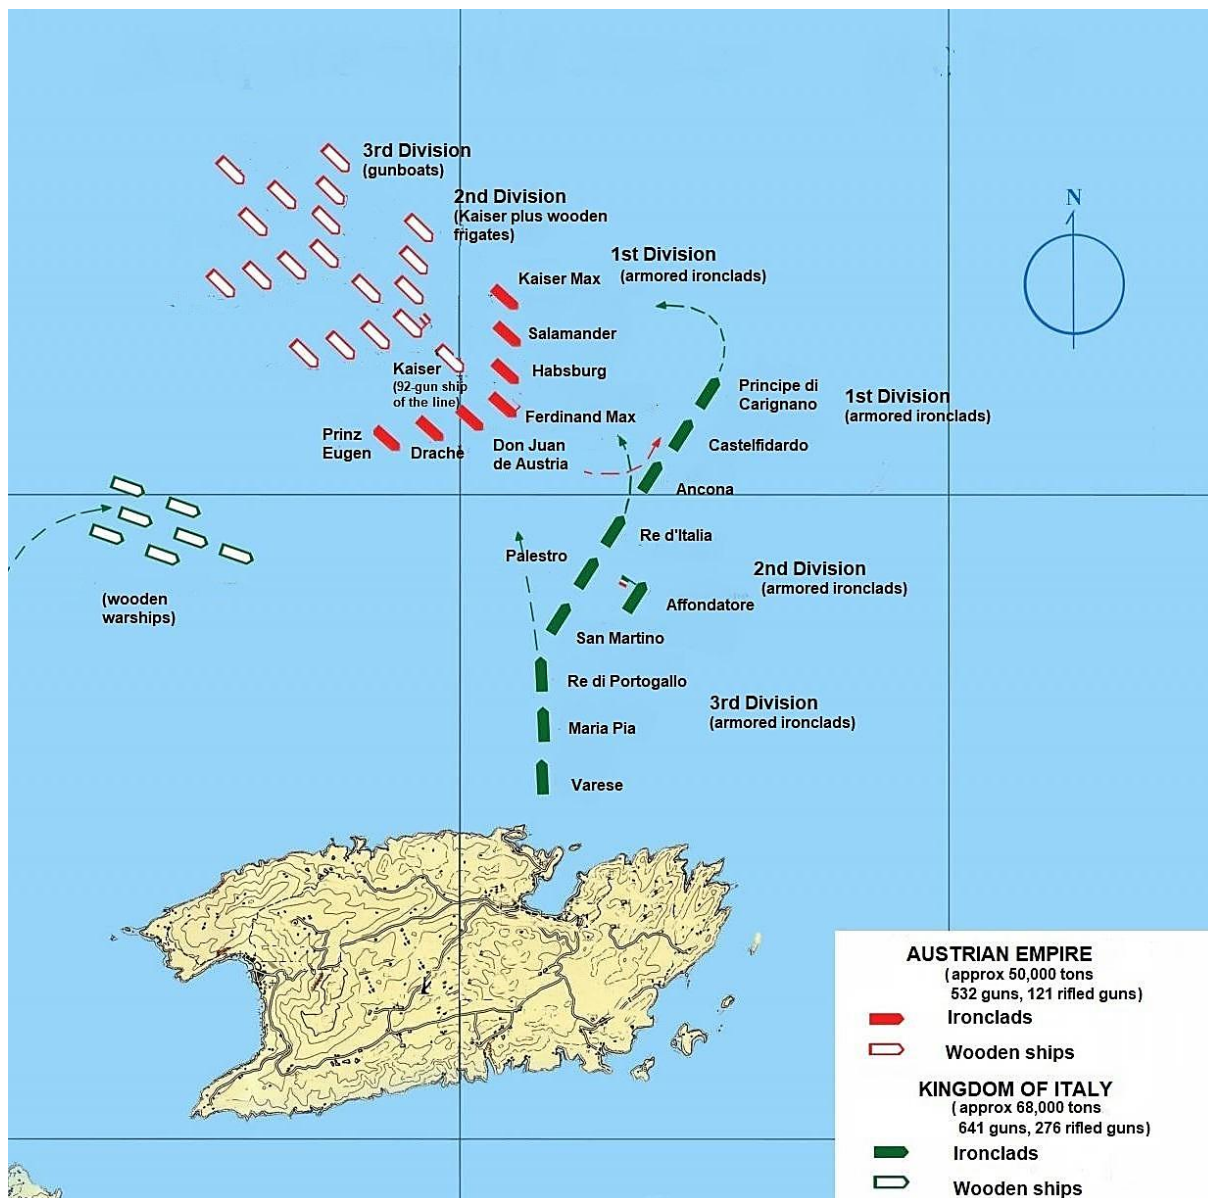 3rd Division
(gunboats)
2nd Division
(Kaiser plus wooden
frigates)
N
1st Division
(armored ironclads)
Kaiser Max
Salamander
Habsburg
Kaiser
(92-gun ship
of the line)
Ferdinand Max
Prinz
Eugen
Drache
Don Juan
de Austria
Principe di
Carignano
1st Division
(armored ironclads)
Castelfidardo
Ancona
Re d'Italia
Palestro
2nd Division
(armored ironclads)
Affondatore
(wooden
warships)
San Martino
Re di Portogallo
3rd Division
(armored ironclads)
Maria Pia
Varese
AUSTRIAN EMPIRE
(approx 50,000 tons
532 guns, 121 rifled guns)
Ironclads
Wooden ships
KINGDOM OF ITALY
(approx 68,000 tons
641 guns, 276 rifled guns)
Ironclads
Wooden ships